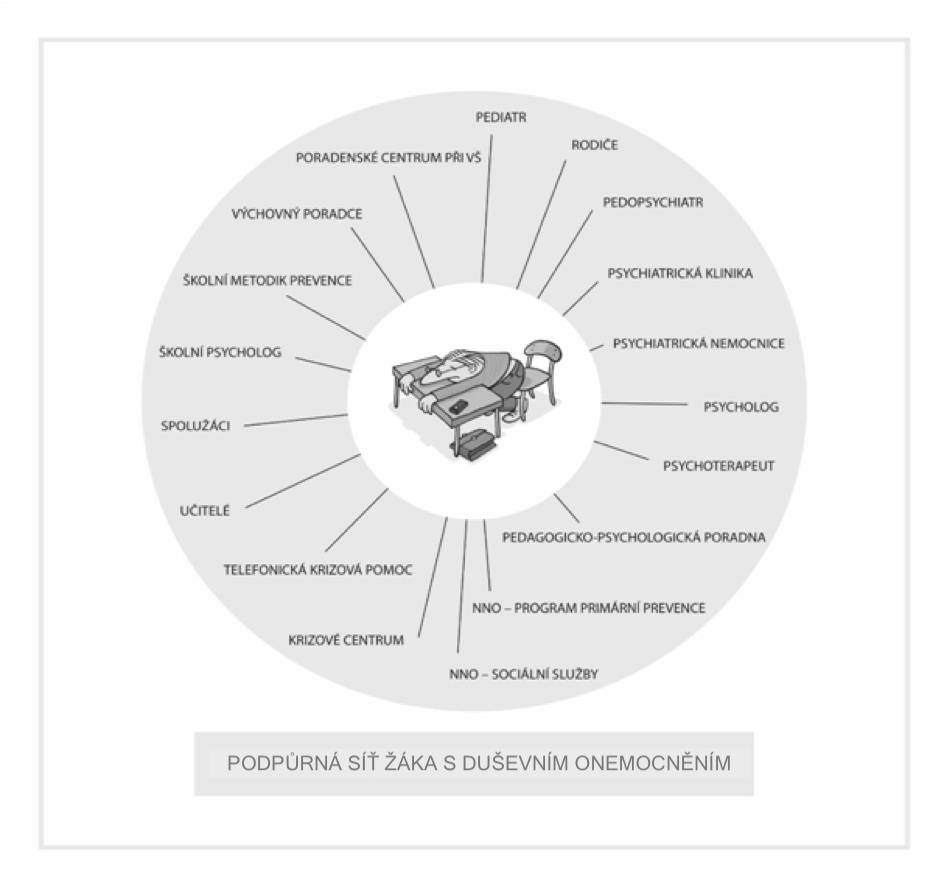 PEDIATR
RODIČE
PORADENSKÉ CENTRUM PŘI VŠ
PEDOPSYCHIATR
VÝCHOVNÝ PORADCE
PSYCHIATRICKÁ KLINIKA
ŠKOLNÍ METODIK PREVENCE
PSYCHIATRICKÁ NEMOCNICE
ŠKOLNÍ PSYCHOLOG
PSYCHOLOG
SPOLUŽÁCI
PSYCHOTERAPEUT
UČITELÉ
PEDAGOGICKO-PSYCHOLOGICKÁ PORADNA
TELEFONICKÁ KRIZOVÁ POMOC
NNO – PROGRAM PRIMÁRNÍ PREVENCE
KRIZOVÉ CENTRUM
NNO – SOCIÁLNÍ SLUŽBY
PODPŮRNÁ SÍŤ ŽÁKA S DUŠEVNÍM ONEMOCNĚNÍM